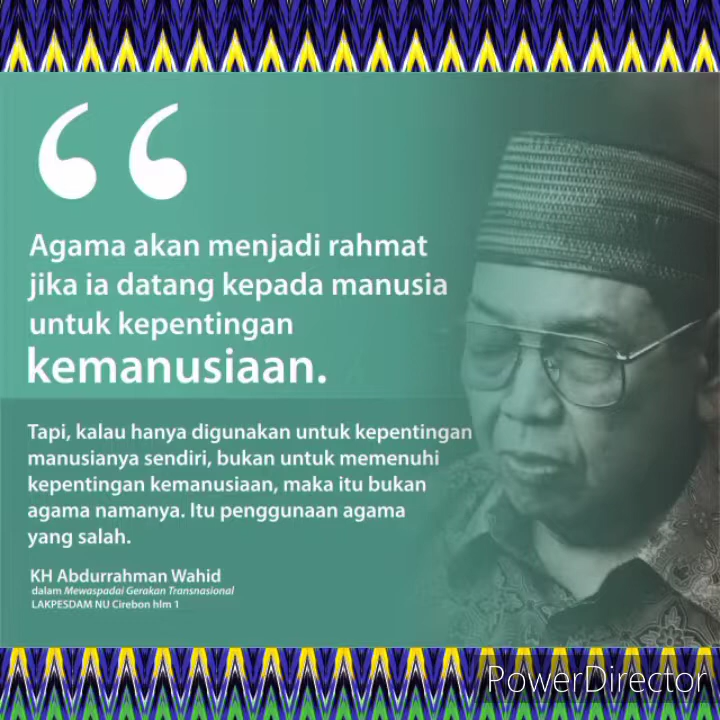 Agama akan menjadi rahmat
jika ia datang kepada manusia
untuk kepentingan
kemanusiaan.
Tapi, kalau hanya digunakan untuk kepentingan
manusianya sendiri, bukan untuk memenuhi
kepentingan kemanusiaan, maka itu bukan
agama namanya. Itu penggunaan agama
yang salah.
KH Abdurrahman Wahid
dalam Mewaspadai Gerakan Transnasional
LAKPESDAM NU Cirebon hlm 1
PowerDirector